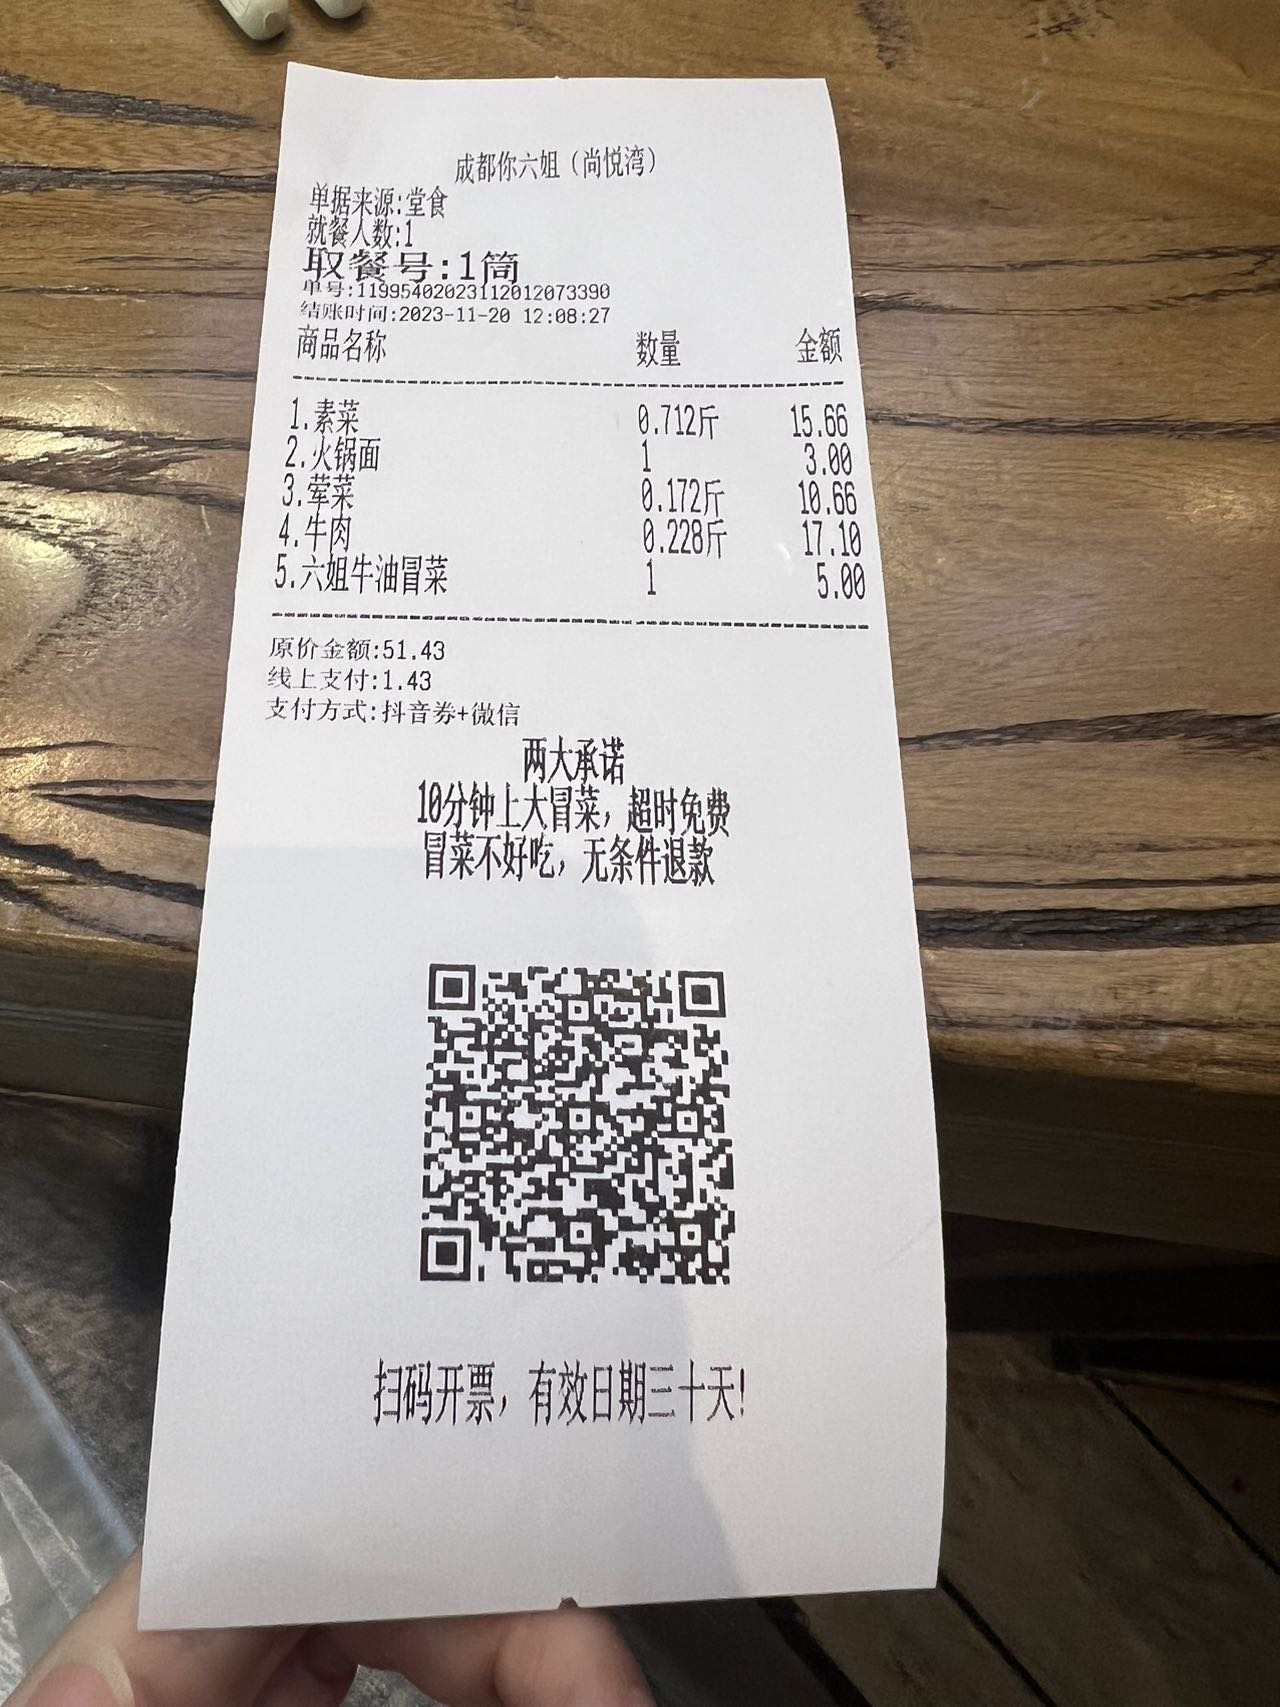 成都你六姐（尚悦湾）
单据来源:堂食
就餐人数:1
取餐号:1筒
单号:11995402023112012073390
结账时间:2023-11-20 12:08:27
商品名称 数量 金额
1.素菜 0.712斤 15.66
2.火锅面 1 3.00
3.荤菜 0.172斤 10.66
4.牛肉 0.228斤 17.10
5.六姐牛油冒菜 1 5.00
原价金额:51.43
线上支付:1.43
支付方式:抖音券+微信
两大承诺
10分钟上大冒菜，超时免费
冒菜不好吃，无条件退款
扫码开票，有效日期三十天!